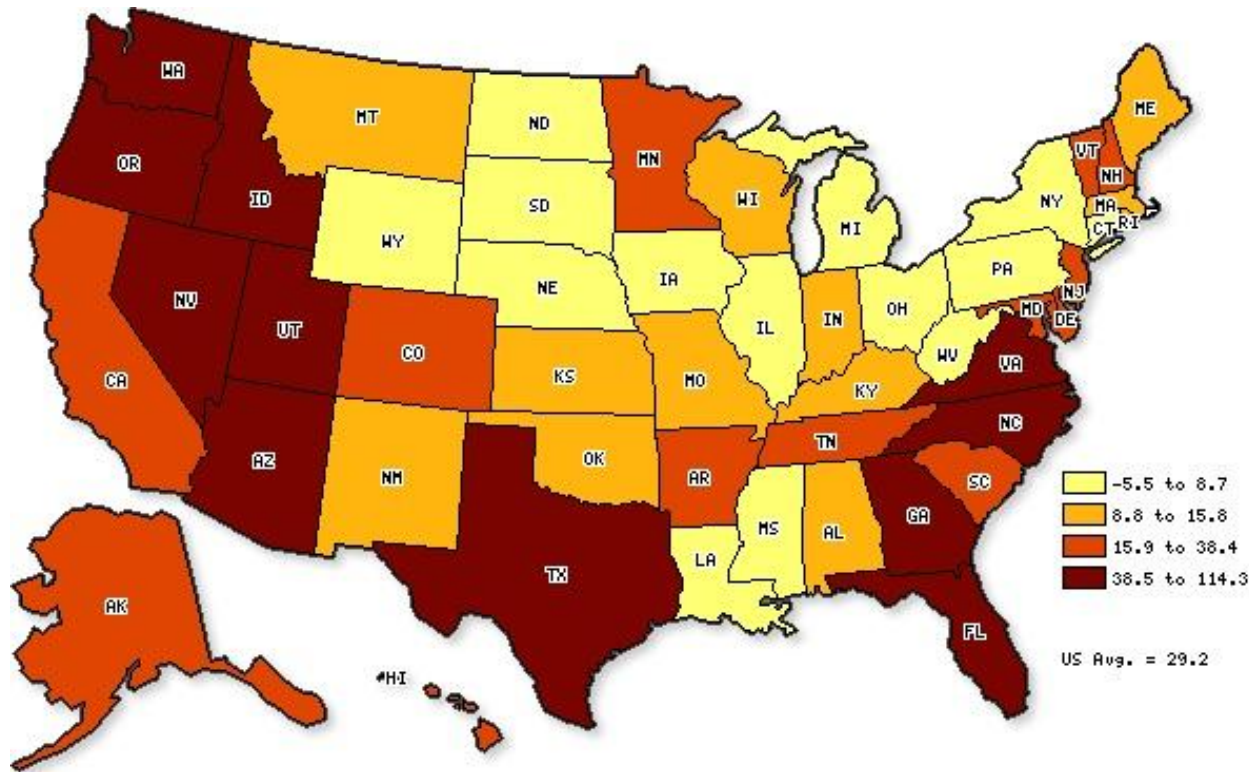 WA
MT
ND
MN
ME
VT
NH
OR
ID
SD
WI
MI
NY
MA
CT
R·I
WY
IA
PA
NE
NJ
NV
UT
CO
IL
IN
OH
MD
DE
WV
VA
CA
KS
MO
KY
NC
AZ
NM
OK
AR
TN
SC
MS
AL
GA
LA
TX
FL
AK
H·I
-5.5 to 8.7
8.8 to 15.8
15.9 to 38.4
38.5 to 114.3
US Avg. = 29.2